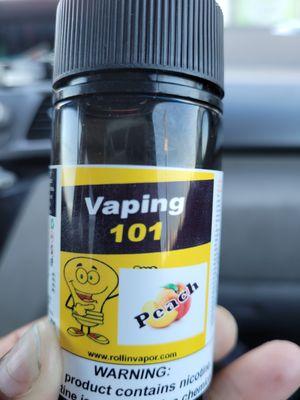 Vaping
101
Peach
www.rollinvapor.com
WARNING:
product contains nicotine